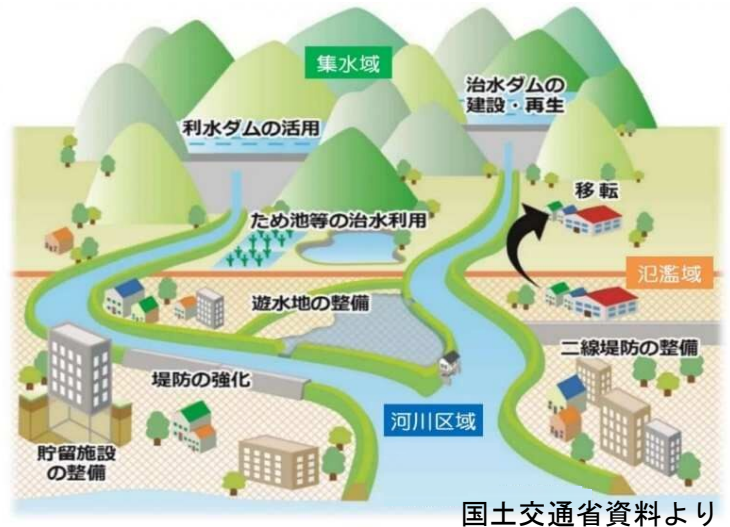 集水域
治水ダムの
建設・再生
利水ダムの活用
移転
ため池等の治水利用
氾濫域
遊水地の整備
二線堤防の整備
堤防の強化
河川区域
貯留施設
の整備
国土交通省資料より